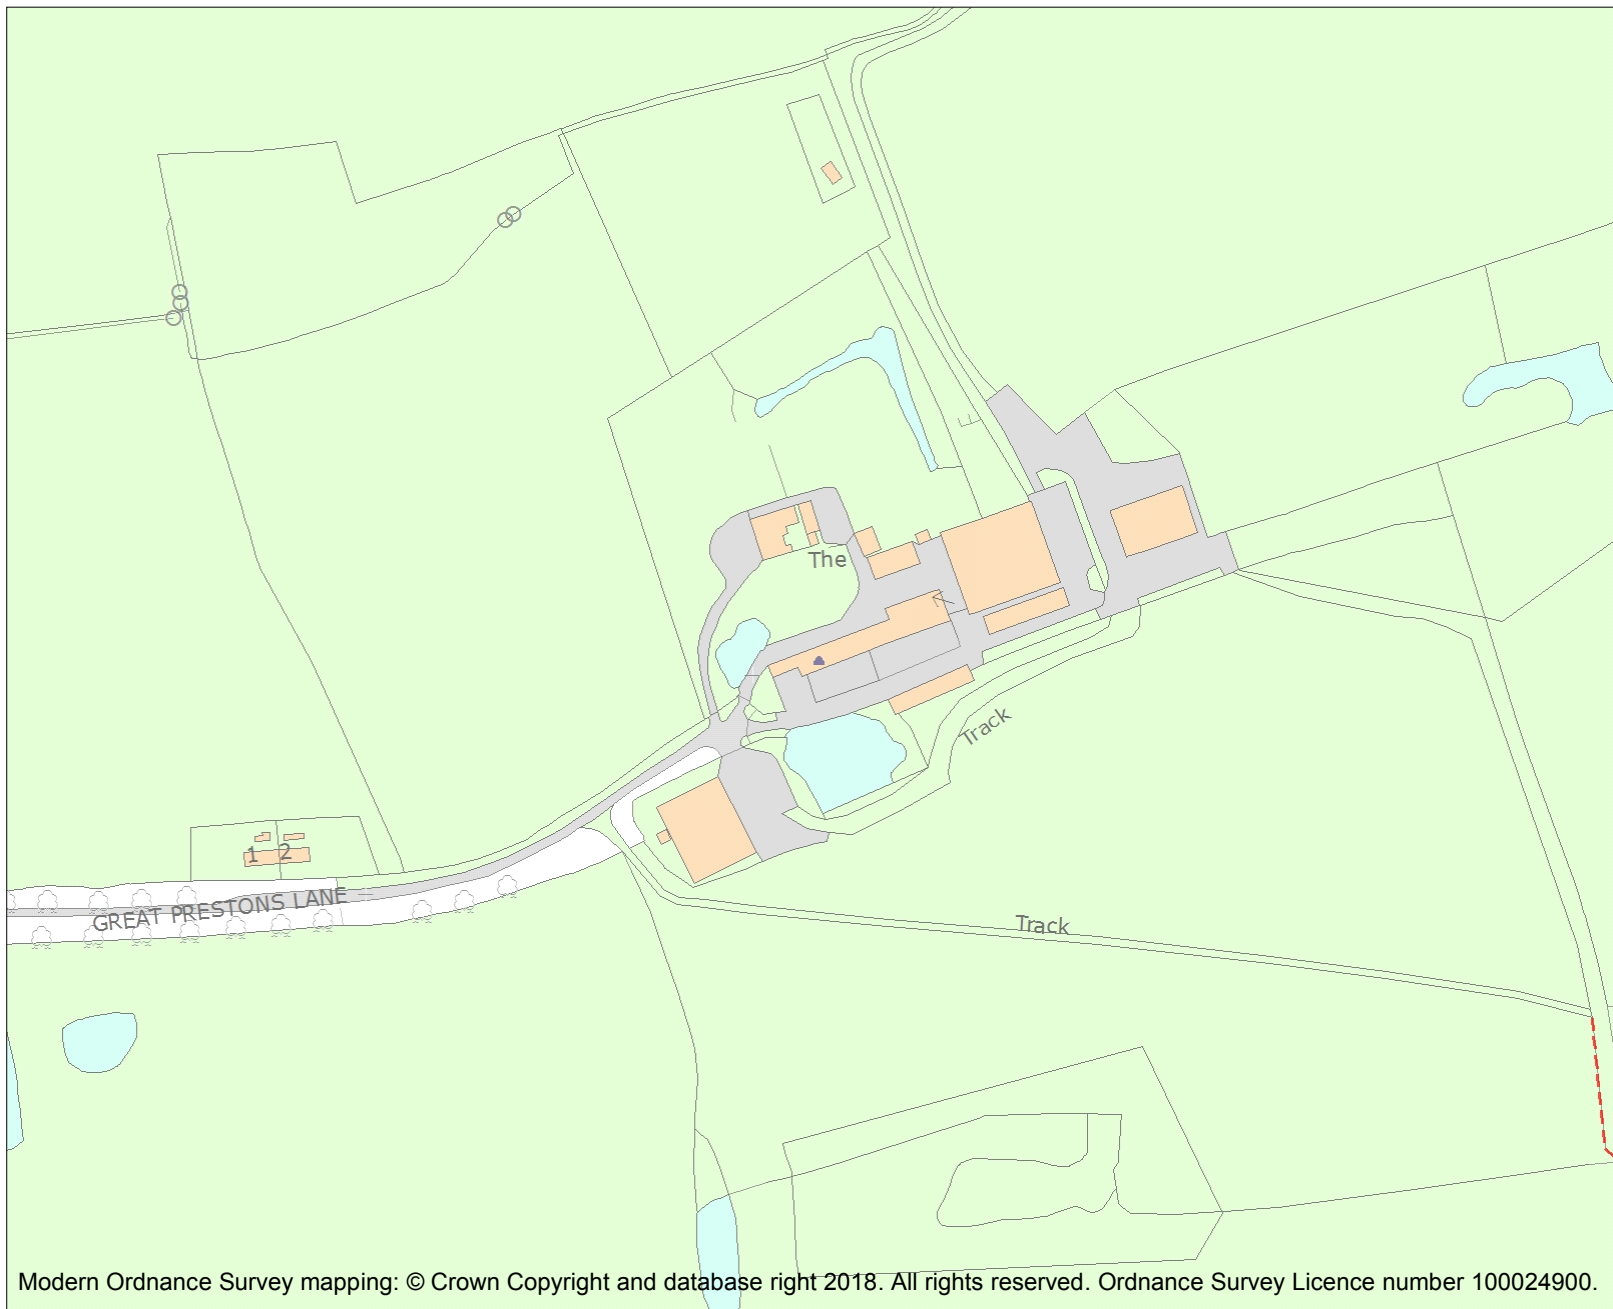 The
Track
1 2
GREAT PRESTONS LANE
Track
Modern Ordnance Survey mapping: © Crown Copyright and database right 2018. All rights reserved. Ordnance Survey Licence number 100024900.